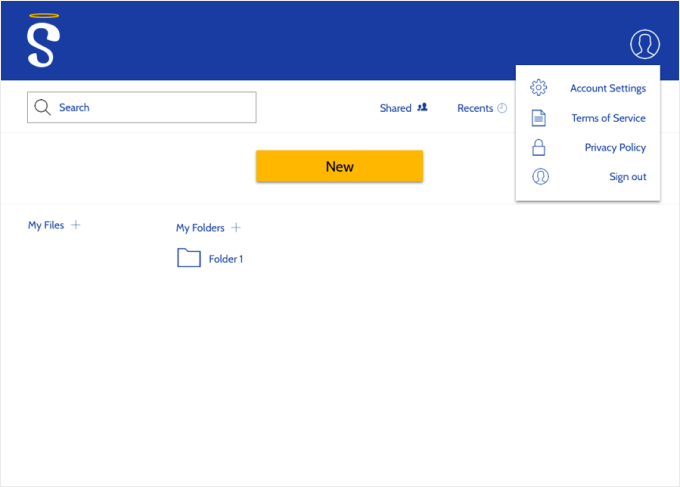 S
Account Settings
Search
Shared
Recents
Terms of Service
Privacy Policy
New
Sign out
My Files
My Folders
Folder 1